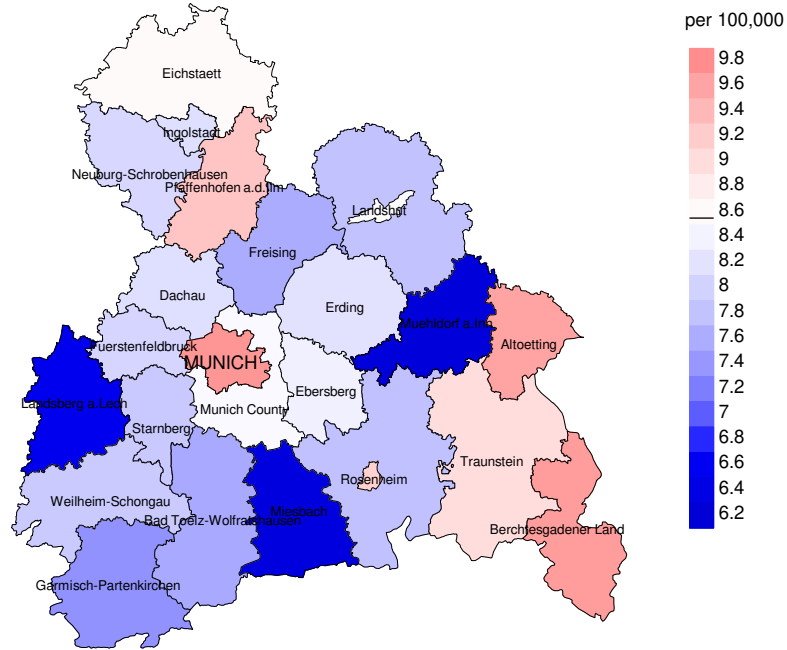 per 100,000
9.8
9.6
9.4
9.2
9
8.8
8.6
8.4
8.2
8
7.8
7.6
7.4
7.2
7
6.8
6.6
6.4
6.2
Eichstaett
Ingolstadt
Neuburg-Schrobenhausen
Pfaffenhofen a.d.Ilm
Landshut
Freising
Dachau
Erding
Muehldorf a.Inn
Altoetting
Fuerstenfeldbruck
MUNICH
Ebersberg
Landsberg a.Lech
Munich County
Starnberg
Traunstein
Rosenheim
Weilheim-Schongau
Miesbach
Bad Toelz-Wolfratshausen
Berchtesgadener Land
Garmisch-Partenkirchen